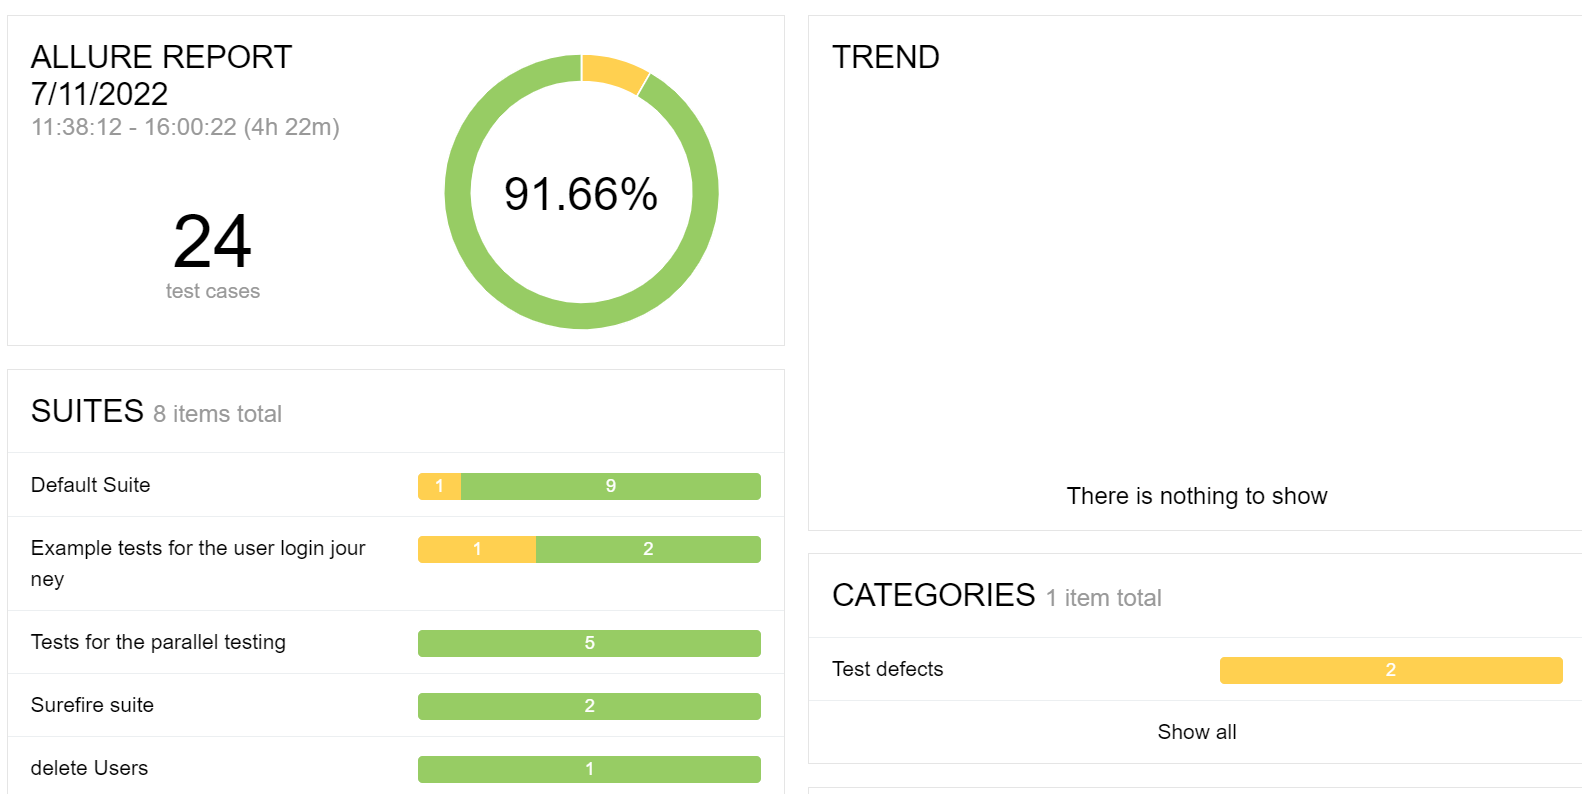 ALLURE REPORT
7/11/2022
11:38:12 - 16:00:22 (4h 22m)
24
test cases
91.66%
SUITES 8 items total
Default Suite
1 9
Example tests for the user login jour
ney
1 2
Tests for the parallel testing
5
Surefire suite
2
delete Users
1
TREND
There is nothing to show
CATEGORIES 1 item total
Test defects
2
Show all